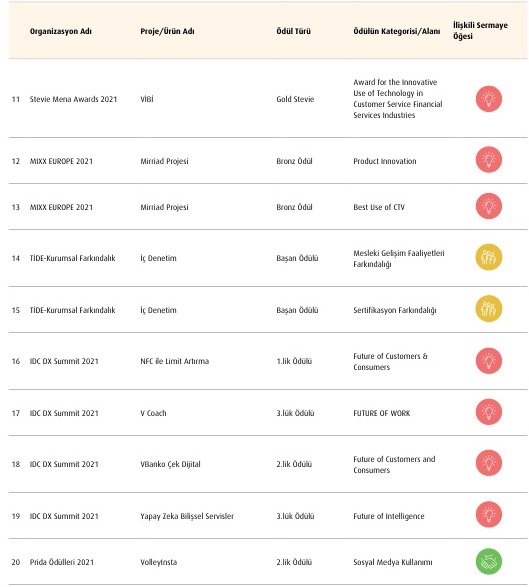 Organizasyon Adı Proje/Ürün Adı Ödül Türü Ödülün Kategorisi/Alanı İlişkili Sermaye
Öğesi
11 Stevie Mena Awards 2021 VİBİ Gold Stevie Award for the Innovative
Use of Technology in
Customer Service Financial
Services Industries
12 MIXX EUROPE 2021 Mirriad Projesi Bronz Ödül Product Innovation
13 MIXX EUROPE 2021 Mirriad Projesi Bronz Ödül Best Use of CTV
14 TİDE-Kurumsal Farkındalık İç Denetim Başarı Ödülü Mesleki Gelişim Faaliyetleri
Farkındalığı
15 TİDE-Kurumsal Farkındalık İç Denetim Başarı Ödülü Sertifikasyon Farkındalığı
16 IDC DX Summit 2021 NFC ile Limit Artırma 1.lik Ödülü Future of Customers &
Consumers
17 IDC DX Summit 2021 V Coach 3.lük Ödülü FUTURE OF WORK
18 IDC DX Summit 2021 VBanko Çek Dijital 2.lik Ödülü Future of Customers and
Consumers
19 IDC DX Summit 2021 Yapay Zeka Bilişsel Servisler 3.lük Ödülü Future of Intelligence
20 Prida Ödülleri 2021 VolleyInsta 2.lik Ödülü Sosyal Medya Kullanımı